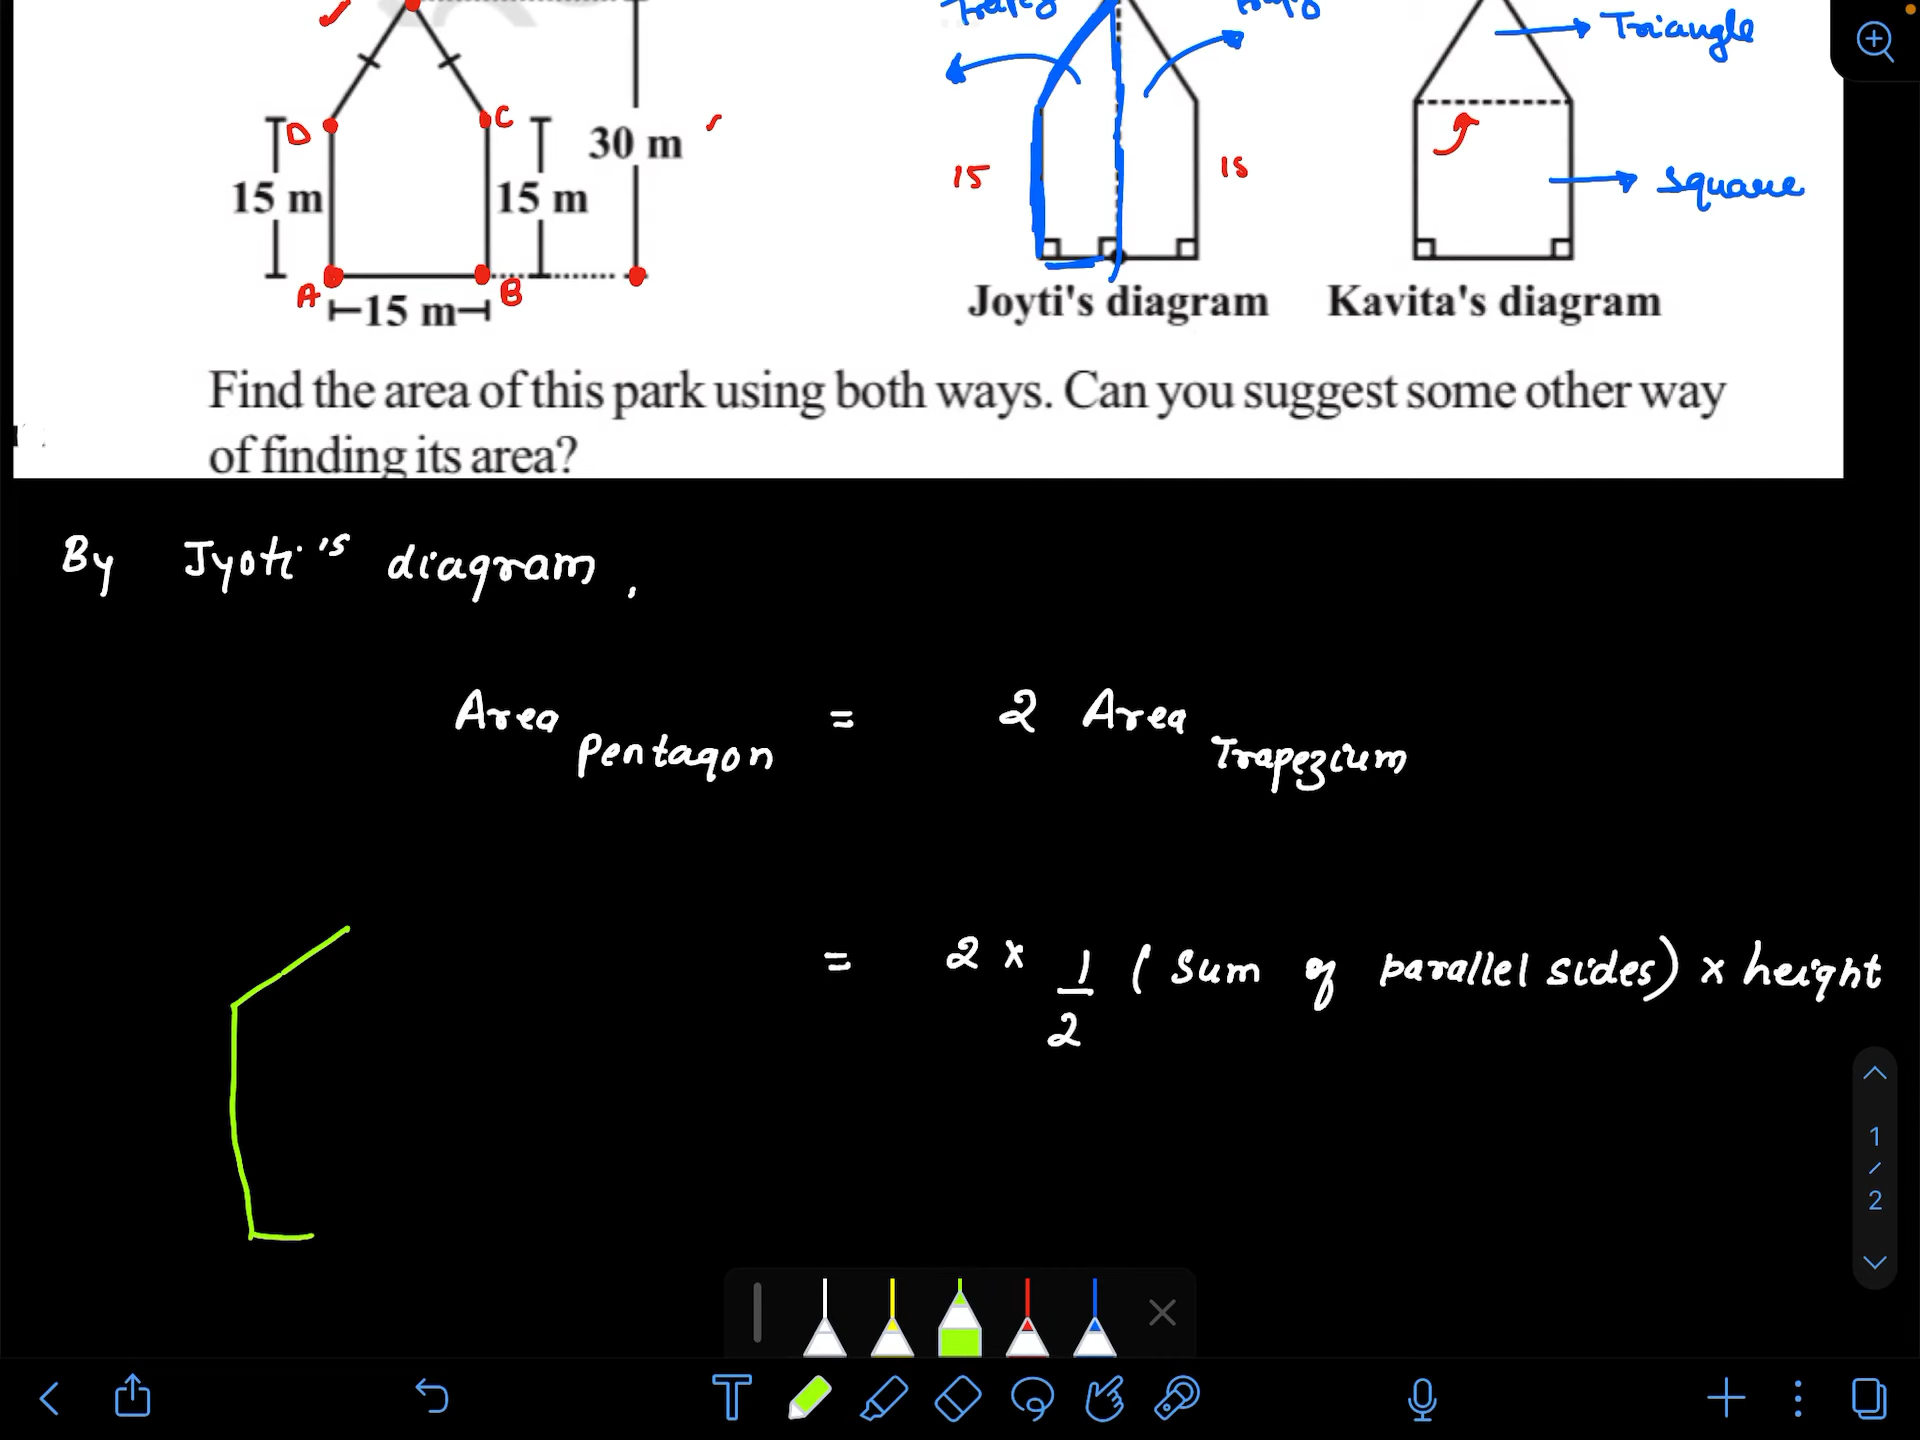 Triangle
D
C
30 m
15 m
15 m
15
15
square
A
B
15 m
Joyti's diagram
Kavita's diagram
Find the area of this park using both ways. Can you suggest some other way
of finding its area?
By Jyoti's diagram,
Area Pentagon = 2 Area Trapezium
= 2 × 1/2 (Sum of parallel sides) × height
1
/
2
T